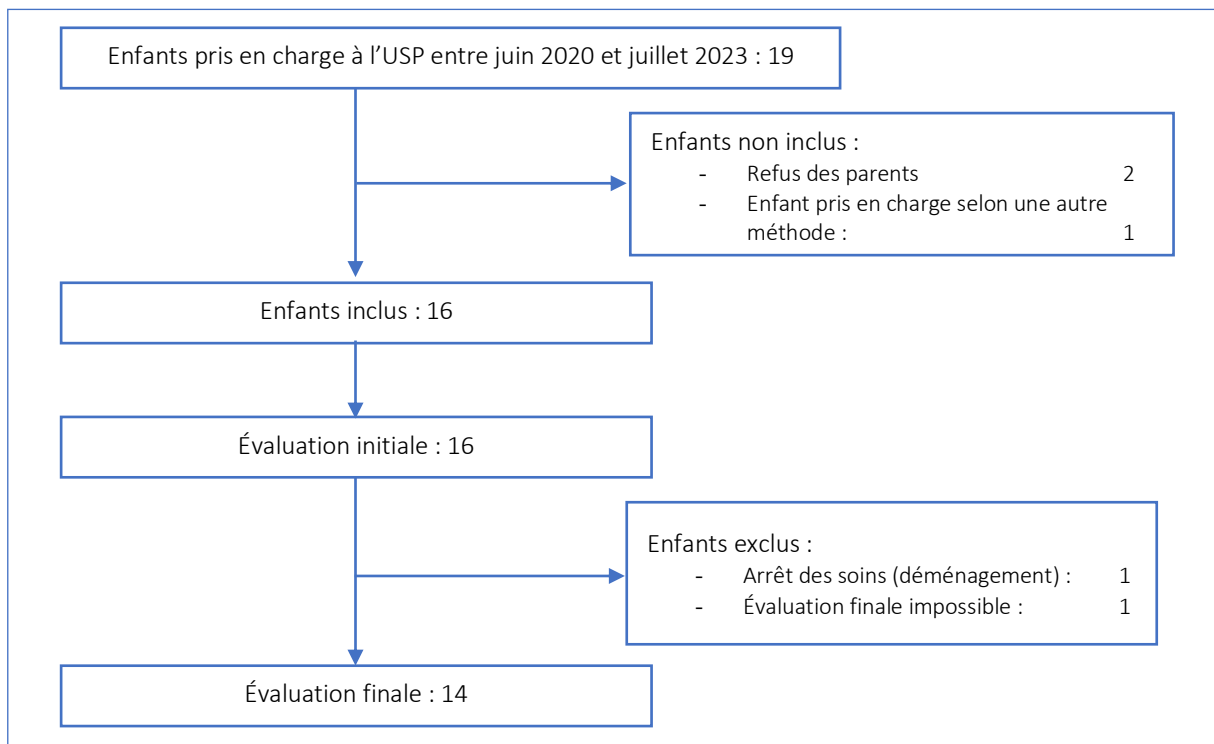 Enfants pris en charge à l'USP entre juin 2020 et juillet 2023 : 19
Enfants non inclus :
- Refus des parents 2
- Enfant pris en charge selon une autre
méthode : 1
Enfants inclus : 16
Évaluation initiale : 16
Enfants exclus :
- Arrêt des soins (déménagement) : 1
- Évaluation finale impossible : 1
Évaluation finale : 14